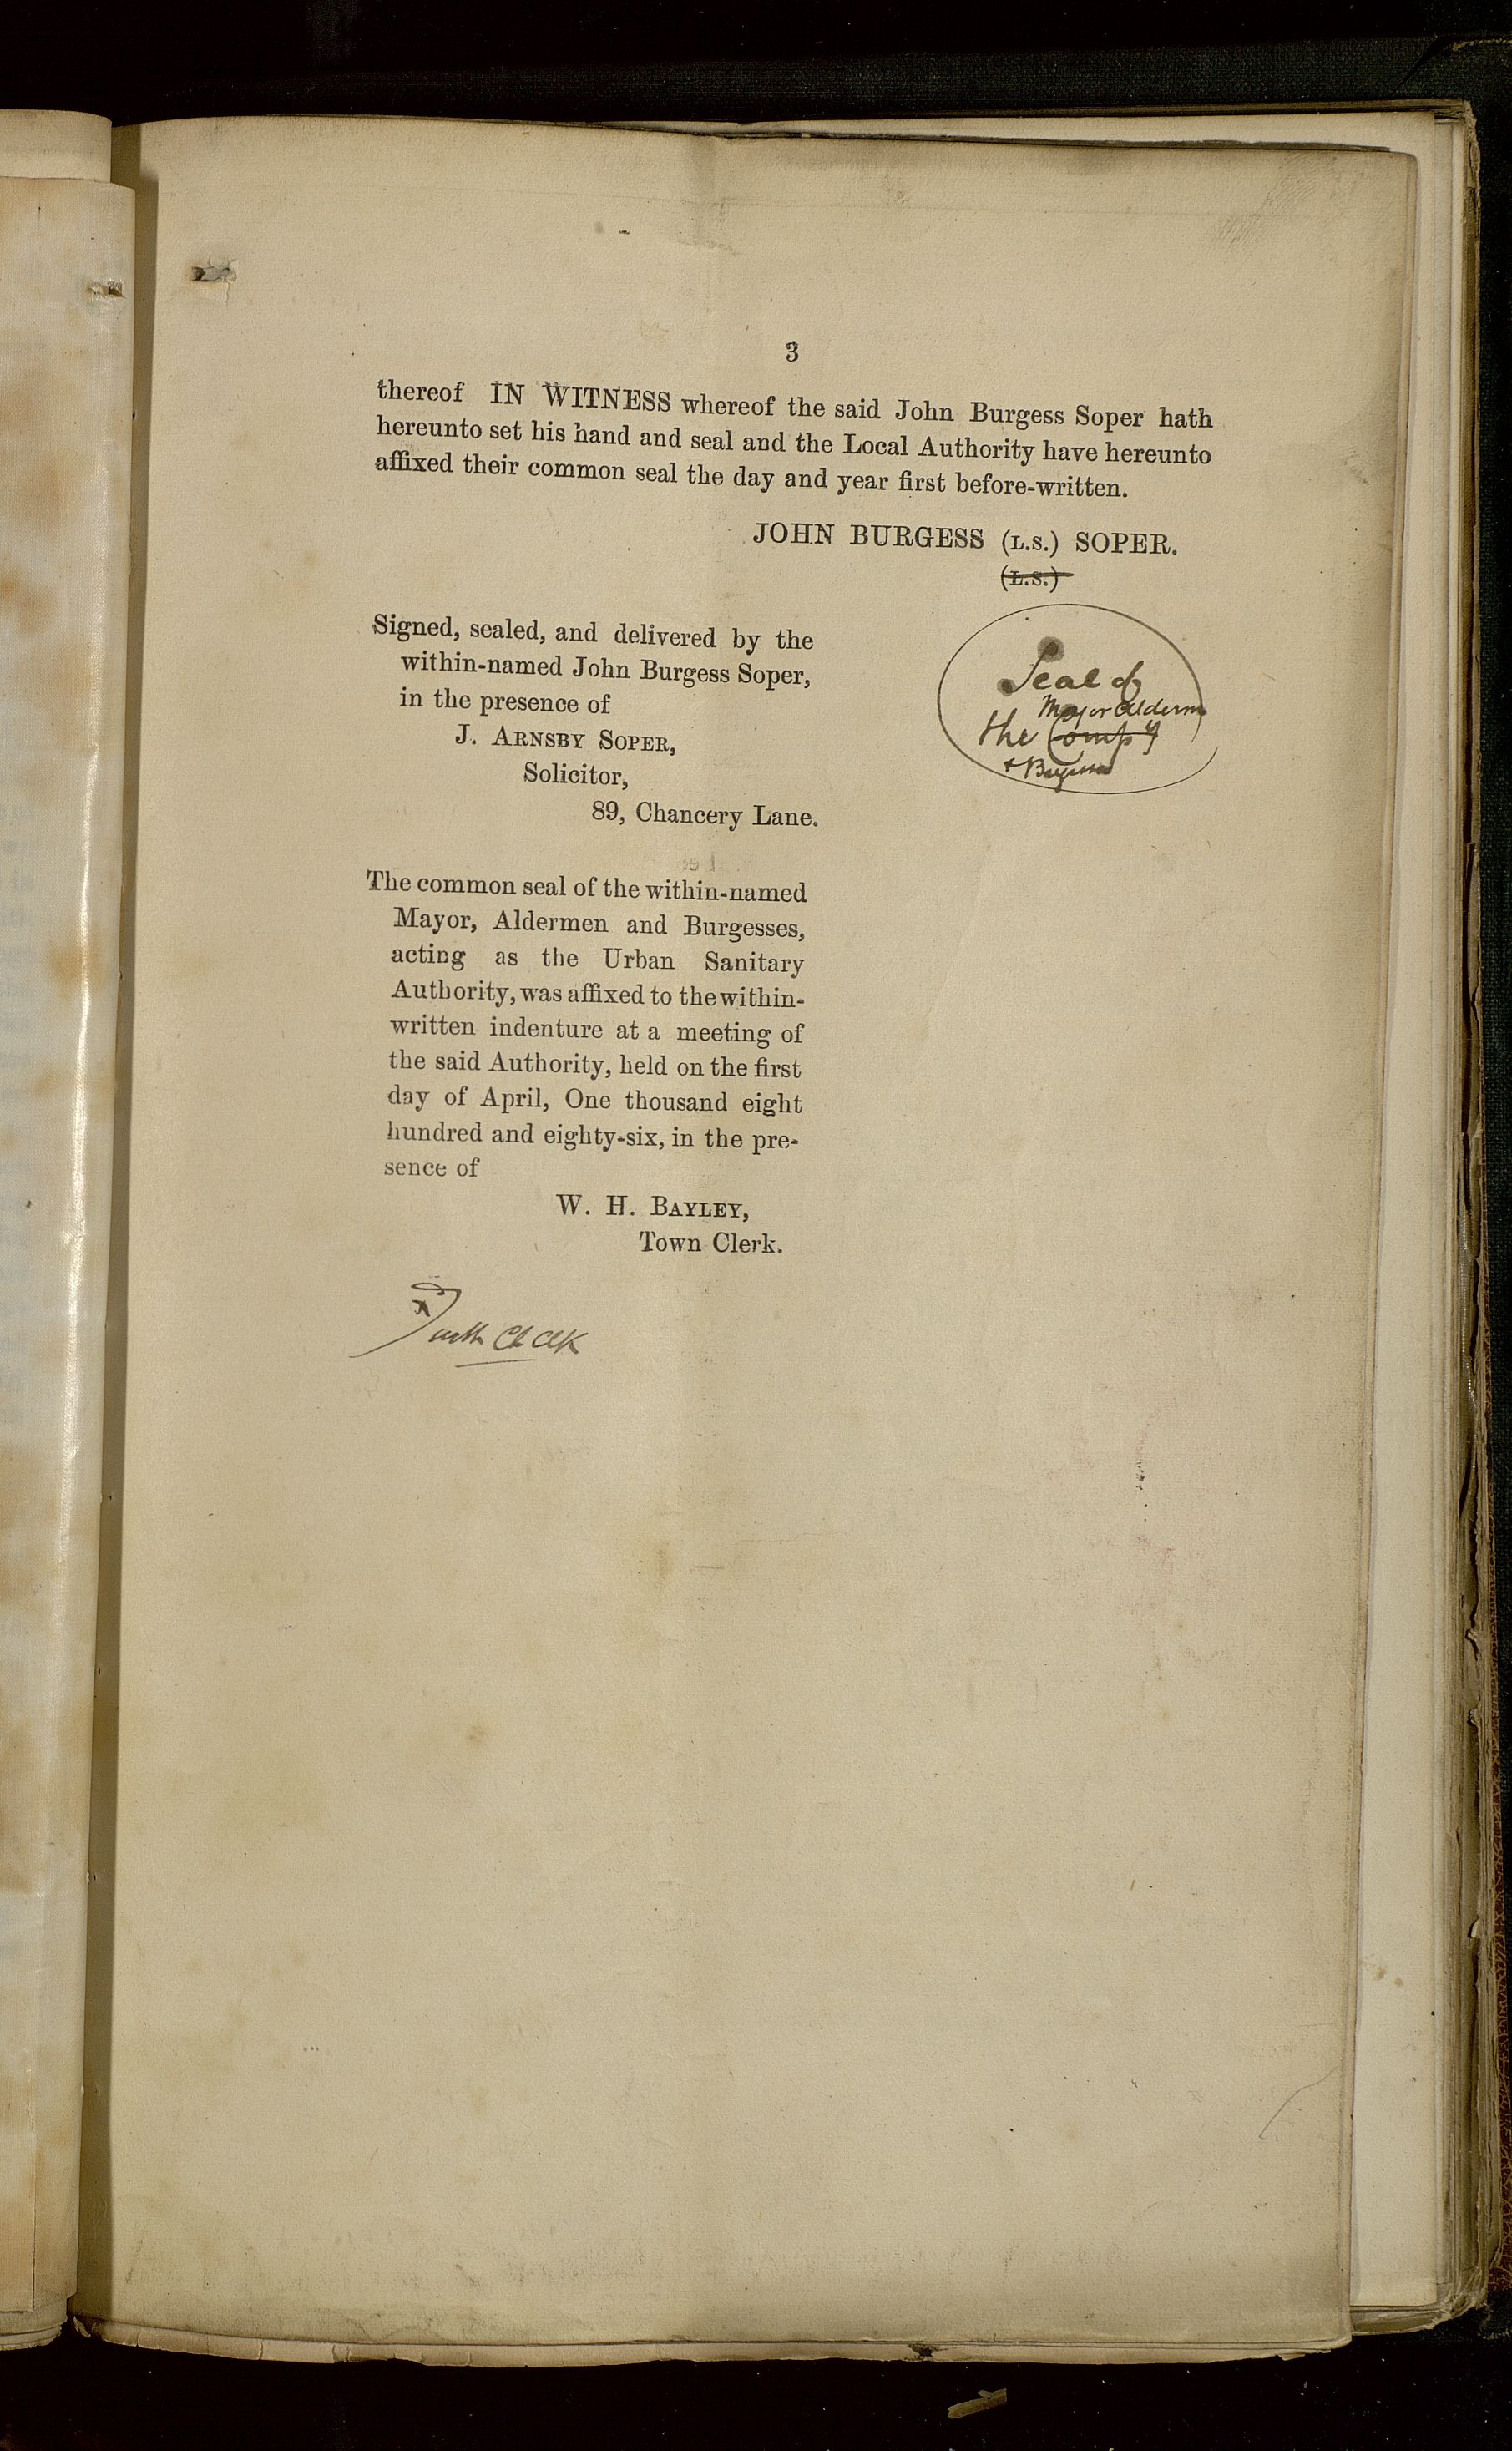 3
thereof IN WITNESS whereof the said John Burgess Soper hath
hereunto set his hand and seal and the Local Authority have hereunto
affixed their common seal the day and year first before-written.
JOHN BURGESS (L.S.) SOPER.
(L.S.)
Signed, sealed, and delivered by the
within-named John Burgess Soper,
in the presence of
J. ARNSBY SOPER,
Solicitor,
89, Chancery Lane.
Seal of
Mayor Alderm
the Compy
+ Burgesses
The common seal of the within-named
Mayor, Aldermen and Burgesses,
acting as the Urban Sanitary
Authority, was affixed to the within-
written indenture at a meeting of
the said Authority, held on the first
day of April, One thousand eight
hundred and eighty-six, in the pre-
sence of
W. H. BAYLEY,
Town Clerk.